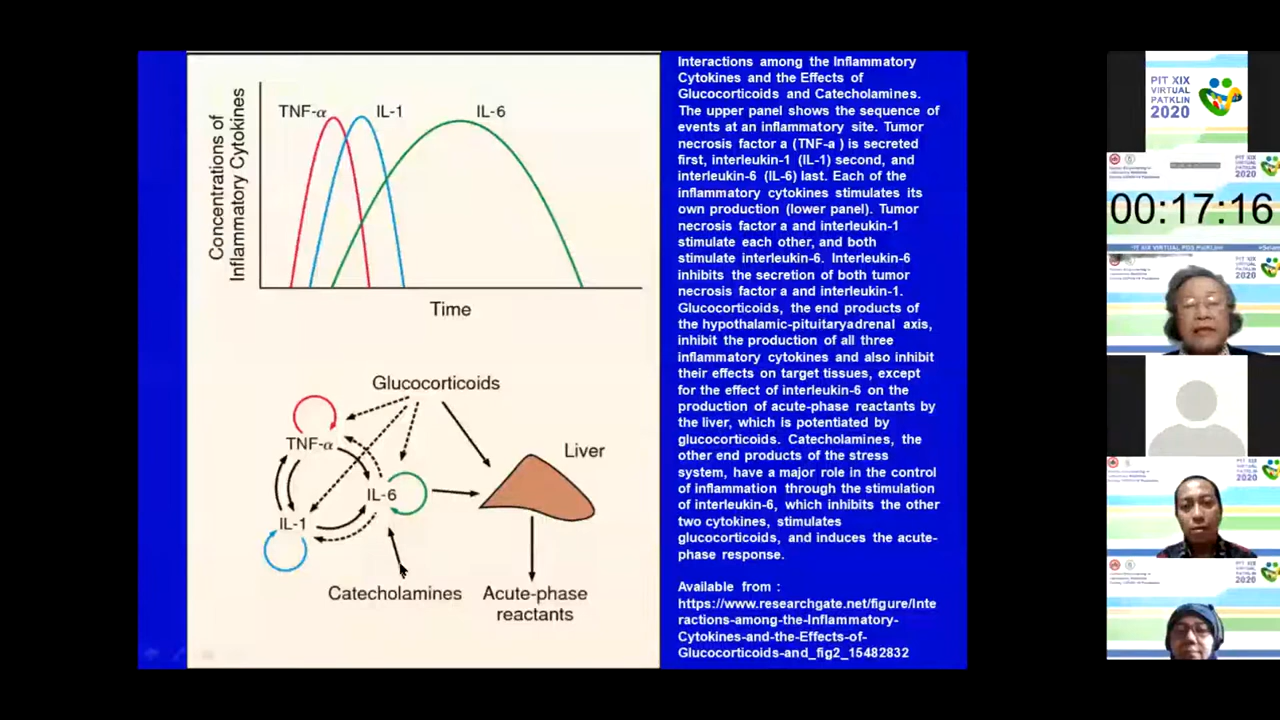 TNF-α
IL-1
IL-6
Concentrations of
Inflammatory Cytokines
Time
Glucocorticoids
TNF-α
Liver
IL-6
IL-1
Catecholamines
Acute-phase
reactants
Interactions among the Inflammatory
Cytokines and the Effects of
Glucocorticoids and Catecholamines.
The upper panel shows the sequence of
events at an inflammatory site. Tumor
necrosis factor a (TNF-a ) is secreted
first, interleukin-1 (IL-1) second, and
interleukin-6 (IL-6) last. Each of the
inflammatory cytokines stimulates its
own production (lower panel). Tumor
necrosis factor a and interleukin-1
stimulate each other, and both
stimulate interleukin-6. Interleukin-6
inhibits the secretion of both tumor
necrosis factor a and interleukin-1.
Glucocorticoids, the end products of
the hypothalamic-pituitaryadrenal axis,
inhibit the production of all three
inflammatory cytokines and also inhibit
their effects on target tissues, except
for the effect of interleukin-6 on the
production of acute-phase reactants by
the liver, which is potentiated by
glucocorticoids. Catecholamines, the
other end products of the stress
system, have a major role in the control
of inflammation through the stimulation
of interleukin-6, which inhibits the other
two cytokines, stimulates
glucocorticoids, and induces the acute-
phase response.
Available from :
https://www.researchgate.net/figure/Inte
ractions-among-the-Inflammatory-
Cytokines-and-the-Effects-of-
Glucocorticoids-and_fig2_15482832
PIT XIX
VIRTUAL
PATKLIN
2020
PIT XIX
VIRTUAL
PATKLIN
2020
00:17:16
2020
2020
2020